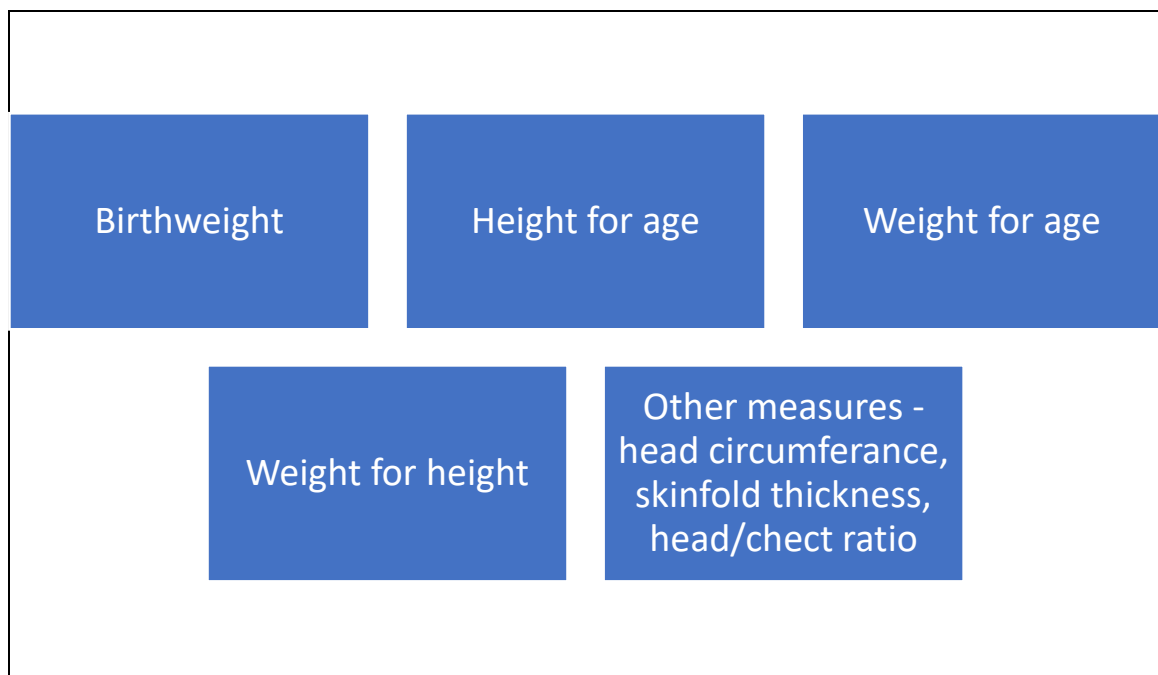 Birthweight
Height for age
Weight for age
Weight for height
Other measures -
head circumferance,
skinfold thickness,
head/chect ratio